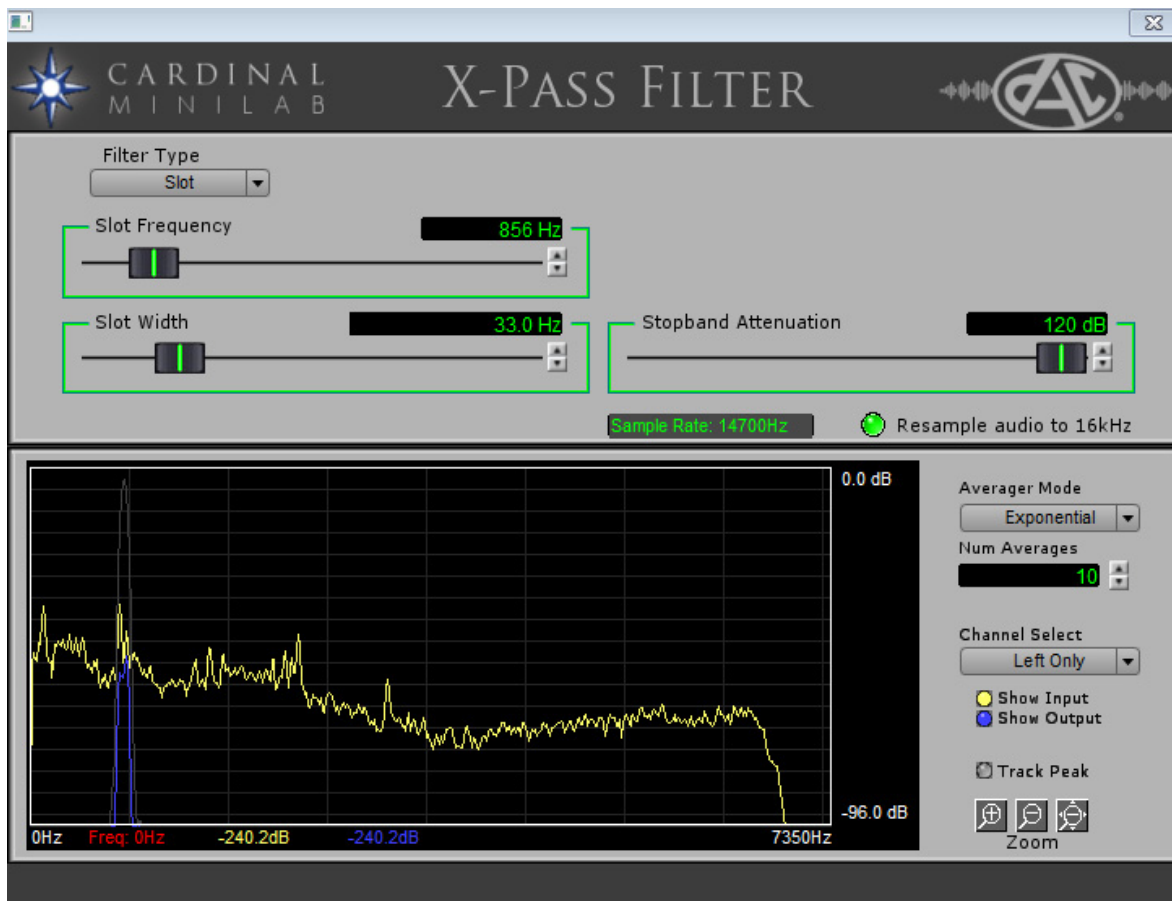 CARDINAL
MINILAB
X-PASS FILTER
DAC
Filter Type
Slot
Slot Frequency
856 Hz
Slot Width
33.0 Hz
Stopband Attenuation
120 dB
Sample Rate: 14700Hz
Resample audio to 16kHz
0.0 dB
-96.0 dB
0Hz
Freq: 0Hz
-240.2dB
-240.2dB
7350Hz
Averager Mode
Exponential
Num Averages
10
Channel Select
Left Only
Show Input
Show Output
Track Peak
Zoom